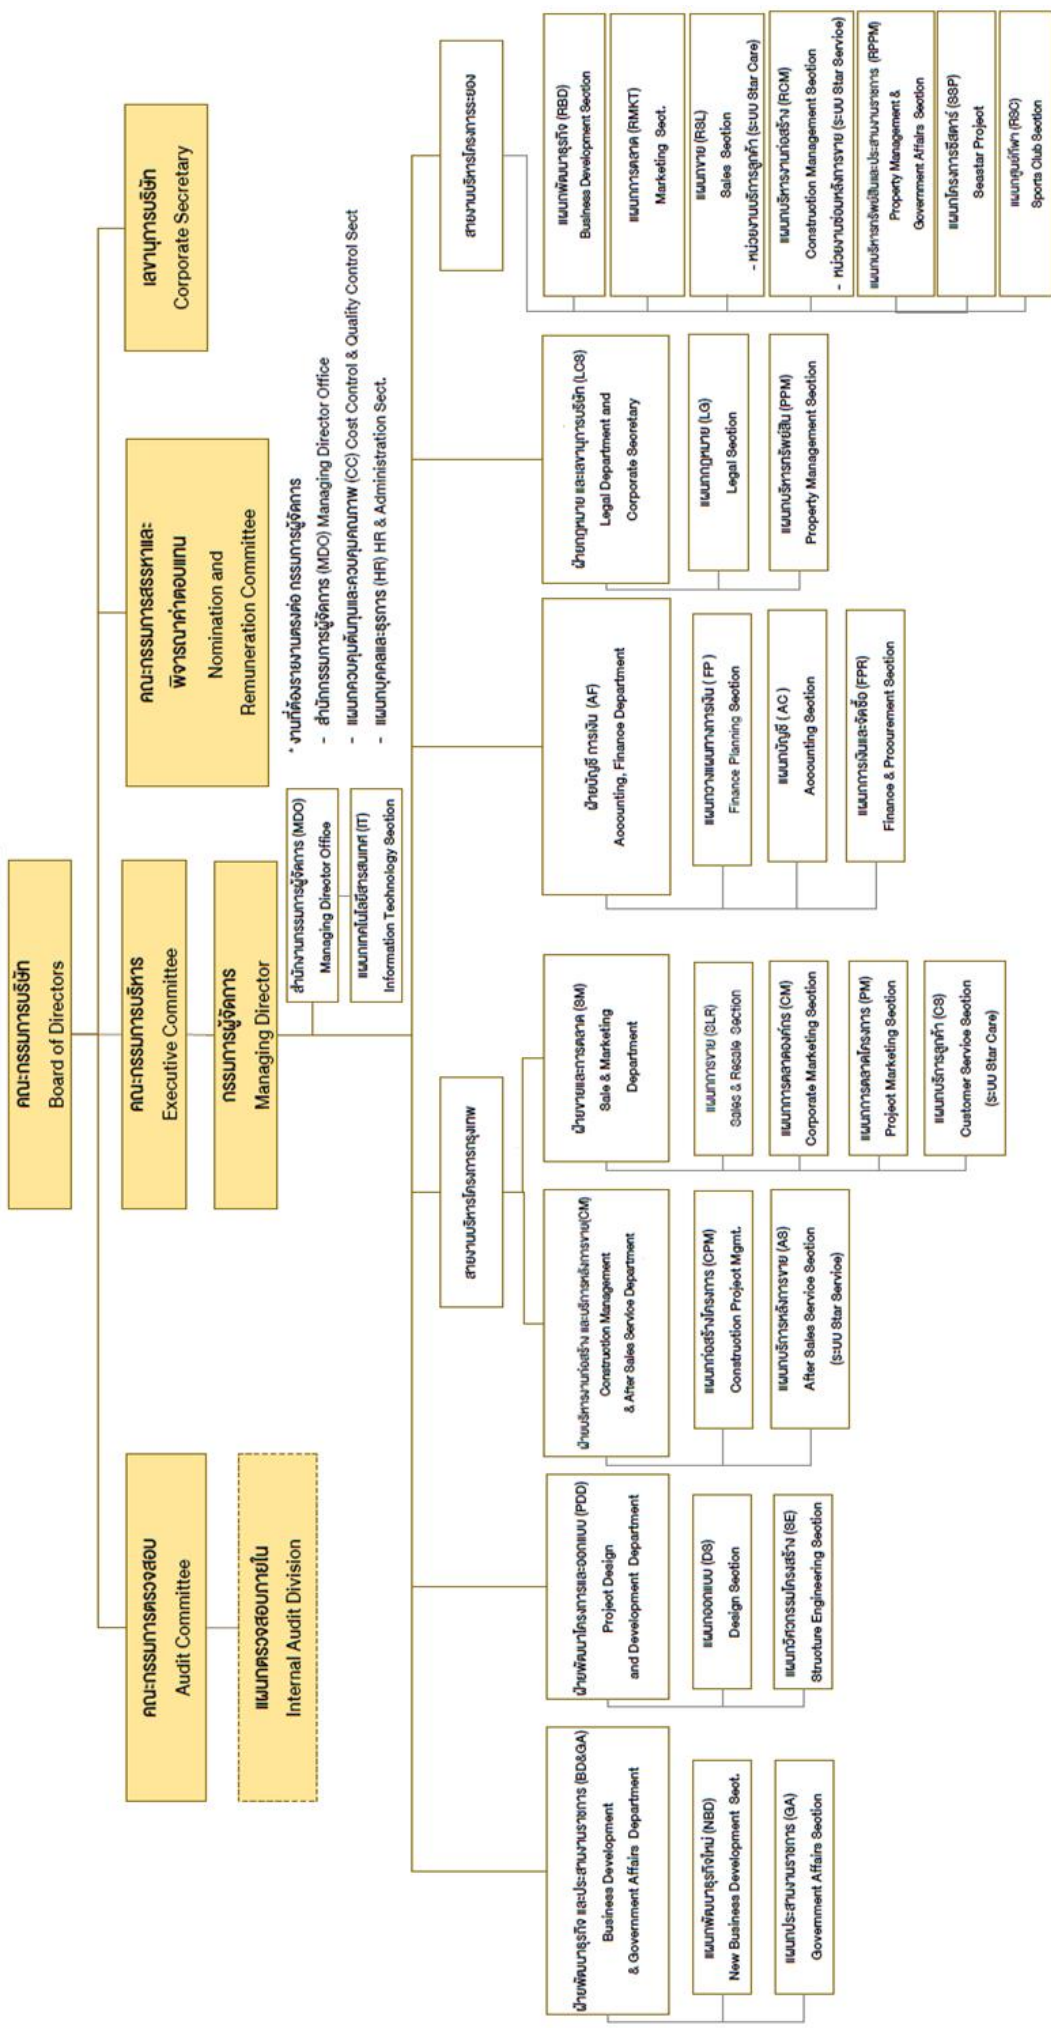 คณะกรรมการบริษัท
Board of Directors
คณะกรรมการตรวจสอบ
Audit Committee
แผนกตรวจสอบภายใน
Internal Audit Division
คณะกรรมการบริหาร
Executive Committee
กรรมการผู้จัดการ
Managing Director
คณะกรรมการสรรหาและ
พิจารณาค่าตอบแทน
Nomination and
Remuneration Committee
เลขานุการบริษัท
Corporate Secretary
สำนักงานกรรมการผู้จัดการ (MDO)
Managing Director Office
แผนกเทคโนโลยีสารสนเทศ (IT)
Information Technology Section
* งานที่ต้องรายงานตรงต่อ กรรมการผู้จัดการ
- สำนักกรรมการผู้จัดการ (MDO) Managing Director Office
- แผนกควบคุมต้นทุนและควบคุมคุณภาพ (CC) Cost Control & Quality Control Sect
- แผนกบุคคลและธุรการ (HR) HR & Administration Sect.
ฝ่ายพัฒนาธุรกิจ และประสานงานราชการ (BD&GA)
Business Development
& Government Affairs Department
แผนกพัฒนาธุรกิจใหม่ (NBD)
New Business Development Sect.
แผนกประสานงานราชการ (GA)
Government Affairs Section
ฝ่ายพัฒนาโครงการและออกแบบ (PDD)
Project Design
and Development Department
แผนกออกแบบ (DS)
Design Section
แผนกวิศวกรรมโครงสร้าง (SE)
Structure Engineering Section
สายงานบริหารโครงการกรุงเทพ
ฝ่ายบริหารงานก่อสร้าง และบริการหลังการขาย(CM)
Construction Management
& After Sales Service Department
แผนกก่อสร้างโครงการ (CPM)
Construction Project Mgmt.
แผนกบริการหลังการขาย (AS)
After Sales Service Section
(ระบบ Star Service)
ฝ่ายขายและการตลาด (SM)
Sale & Marketing
Department
แผนกการขาย (SLR)
Sales & Resale Section
แผนกการตลาดองค์กร (CM)
Corporate Marketing Section
แผนกการตลาดโครงการ (PM)
Project Marketing Section
แผนกบริการลูกค้า (CS)
Customer Service Section
(ระบบ Star Care)
ฝ่ายบัญชี การเงิน (AF)
Accounting, Finance Department
แผนกวางแผนทางการเงิน ( FP )
Finance Planning Section
แผนกบัญชี ( AC )
Accounting Section
แผนกการเงินและจัดซื้อ (FPR)
Finance & Procurement Section
ฝ่ายกฎหมาย และเลขานุการบริษัท (LCS)
Legal Department and
Corporate Secretary
แผนกกฎหมาย (LG)
Legal Section
แผนกบริหารทรัพย์สิน (PPM)
Property Management Section
สายงานบริหารโครงการระยอง
แผนกพัฒนาธุรกิจ (RBD)
Business Development Section
แผนกการตลาด (RMKT)
Marketing Sect.
แผนกขาย (RSL)
Sales Section
- หน่วยงานบริการลูกค้า (ระบบ Star Care)
แผนกบริหารงานก่อสร้าง (RCM)
Construction Management Section
- หน่วยงานซ่อมหลังการขาย (ระบบ Star Service)
แผนกบริหารทรัพย์สินและประสานงานราชการ (RPPM)
Property Management &
Government Affairs Section
แผนกโครงการซีสตาร์ (SSP)
Seastar Project
แผนกศูนย์กีฬา (RSC)
Sports Club Section